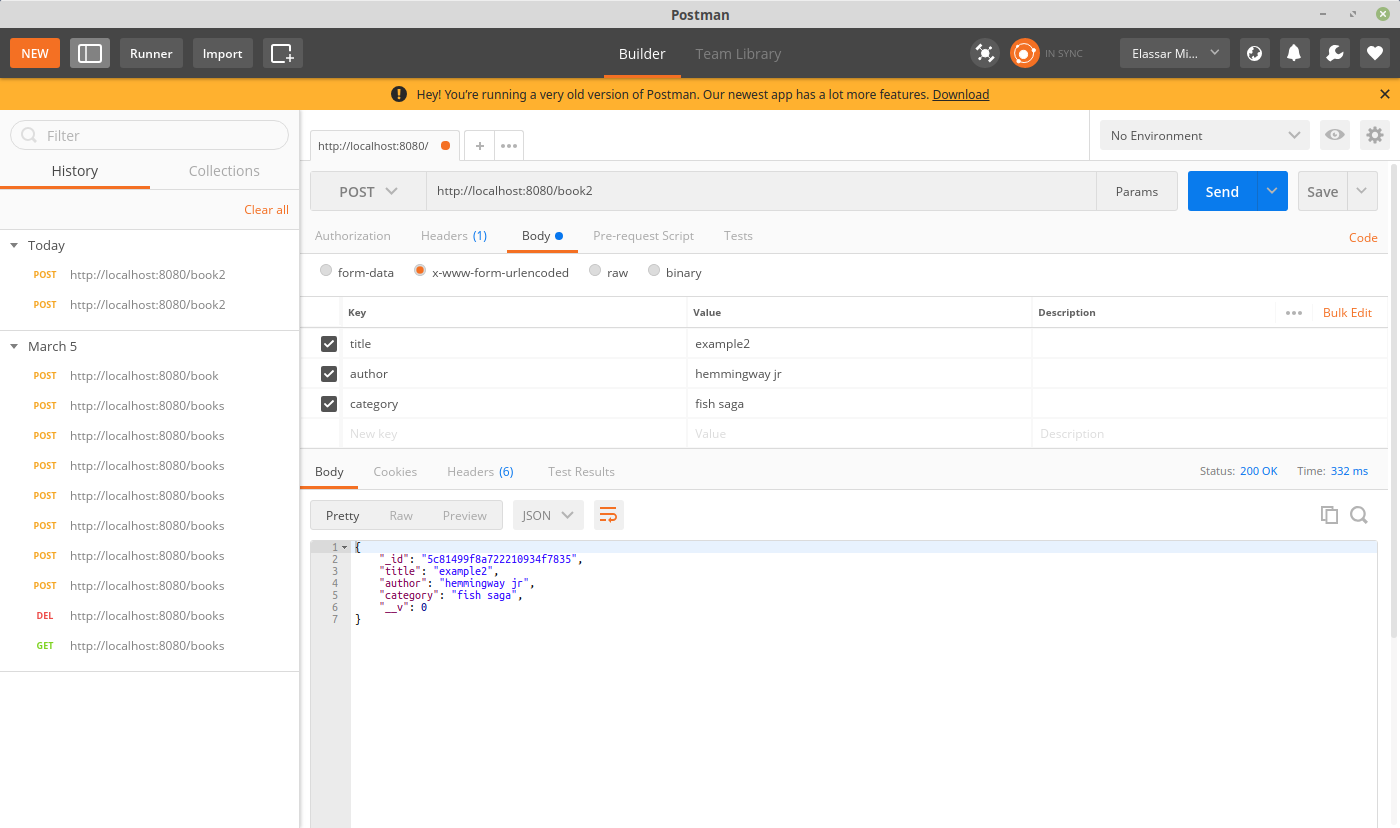 Postman
NEW Runner Import Builder Team Library IN SYNC Elassar Mi...
Hey! You're running a very old version of Postman. Our newest app has a lot more features. Download
Filter
History Collections
Clear all
Today
POST http://localhost:8080/book2
POST http://localhost:8080/book2
March 5
POST http://localhost:8080/book
POST http://localhost:8080/books
POST http://localhost:8080/books
POST http://localhost:8080/books
POST http://localhost:8080/books
POST http://localhost:8080/books
POST http://localhost:8080/books
POST http://localhost:8080/books
DEL http://localhost:8080/books
GET http://localhost:8080/books
http://localhost:8080/ + ••• No Environment
POST http://localhost:8080/book2 Params Send Save
Authorization Headers (1) Body Pre-request Script Tests Code
form-data x-www-form-urlencoded raw binary
Key Value Description ••• Bulk Edit
title example2
author hemmingway jr
category fish saga
New key Value Description
Body Cookies Headers (6) Test Results Status: 200 OK Time: 332 ms
Pretty Raw Preview JSON
1 {
2 "_id": "5c81499f8a722210934f7835",
3 "title": "example2",
4 "author": "hemmingway jr",
5 "category": "fish saga",
6 "__v": 0
7 }